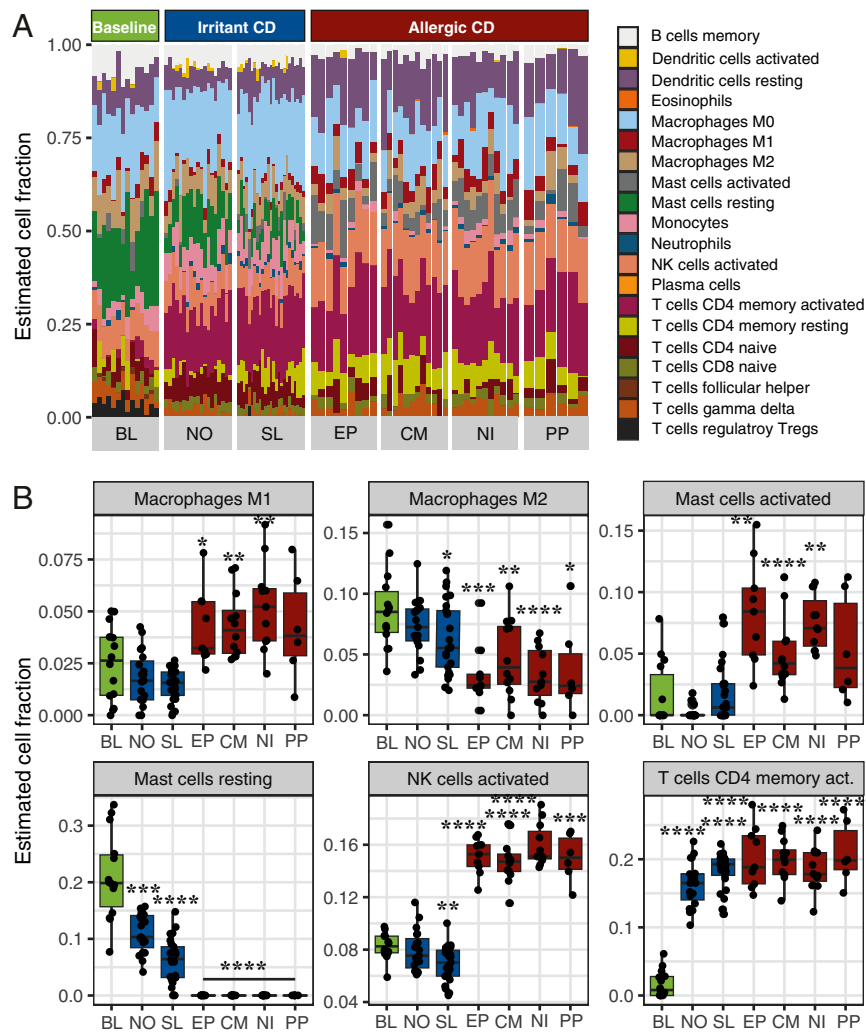 A
Baseline Irritant CD Allergic CD
Estimated cell fraction
1.00
0.75
0.50
0.25
0.00
BL NO SL EP CM NI PP
B cells memory
Dendritic cells activated
Dendritic cells resting
Eosinophils
Macrophages M0
Macrophages M1
Macrophages M2
Mast cells activated
Mast cells resting
Monocytes
Neutrophils
NK cells activated
Plasma cells
T cells CD4 memory activated
T cells CD4 memory resting
T cells CD4 naive
T cells CD8 naive
T cells follicular helper
T cells gamma delta
T cells regulatroy Tregs
B
Estimated cell fraction
Macrophages M1
0.075
0.050
0.025
0.000
* ** **
BL NO SL EP CM NI PP
Macrophages M2
0.15
0.10
0.05
0.00
* *** ** **** *
BL NO SL EP CM NI PP
Mast cells activated
0.15
0.10
0.05
0.00
** **** **
BL NO SL EP CM NI PP
Mast cells resting
0.3
0.2
0.1
0.0
*** **** ****
BL NO SL EP CM NI PP
NK cells activated
0.16
0.12
0.08
0.04
****
** **** **** ***
BL NO SL EP CM NI PP
T cells CD4 memory act.
0.3
0.2
0.1
0.0
**** **** ****
**** **** ****
BL NO SL EP CM NI PP